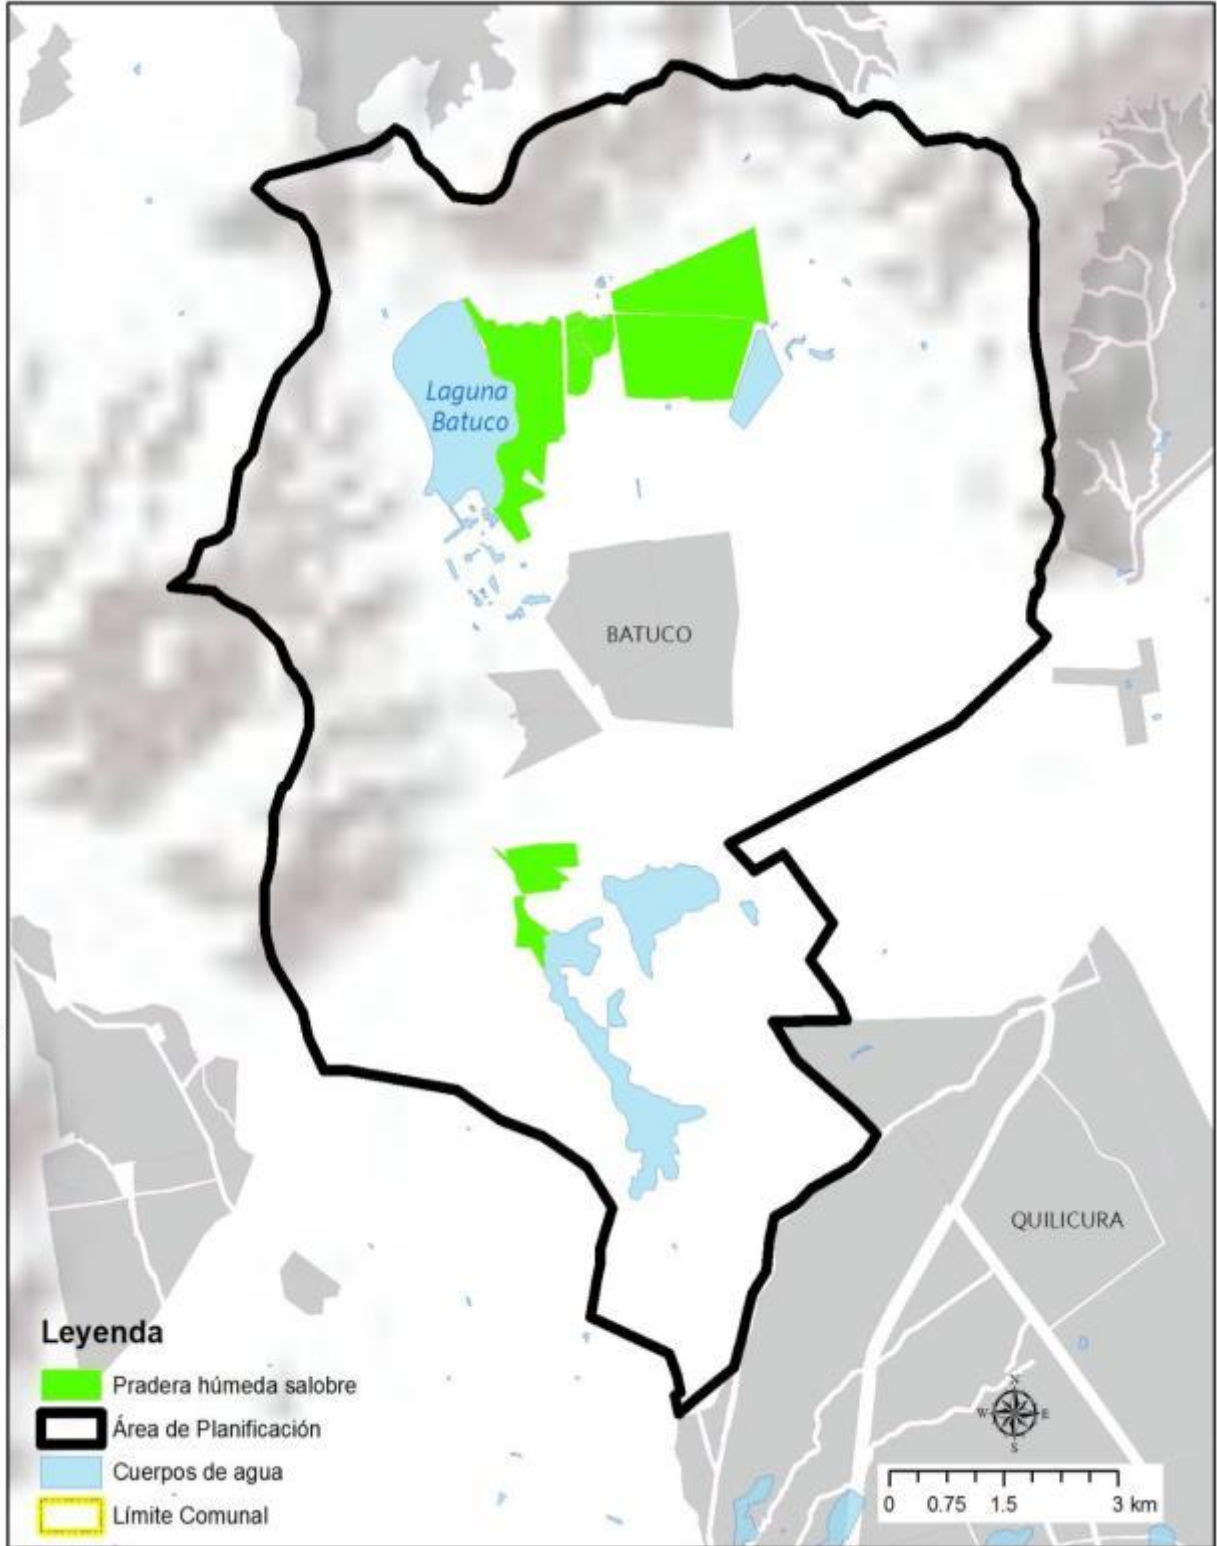 Laguna
Batuco
BATUCO
QUILICURA
Leyenda
Pradera húmeda salobre
Área de Planificación
Cuerpos de agua
Límite Comunal
N
W E
S
0 0.75 1.5 3 km